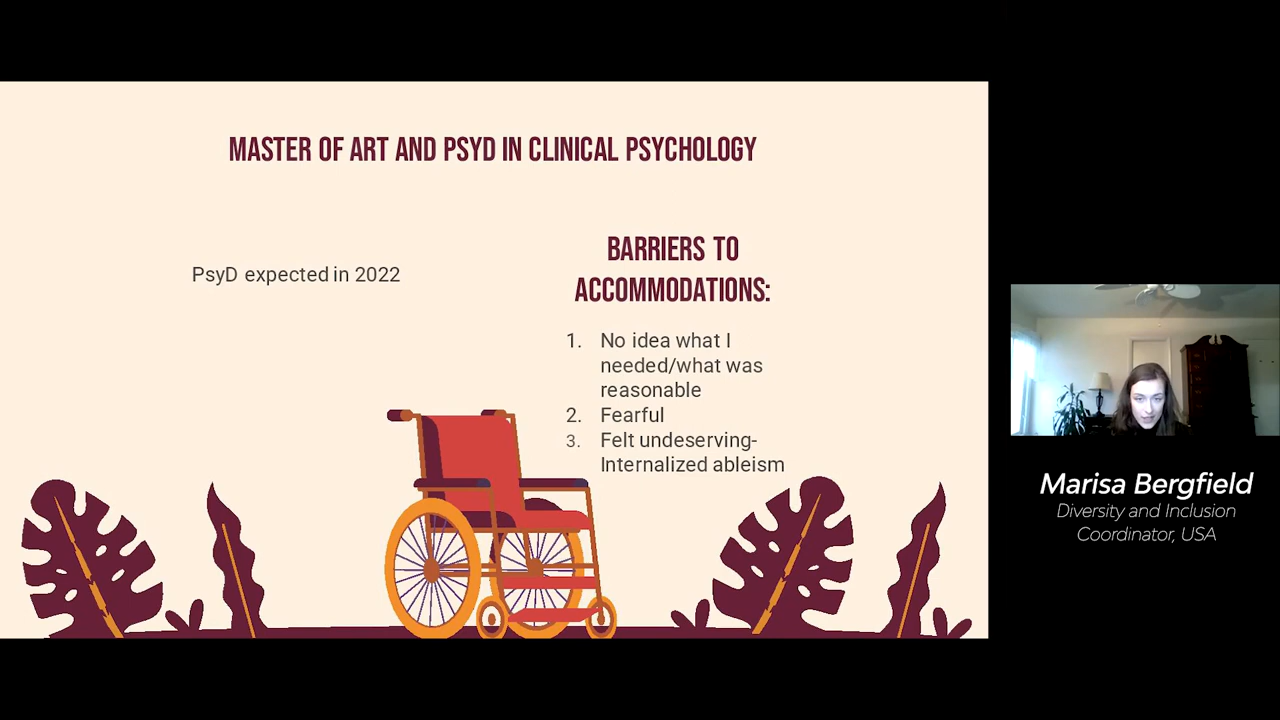 MASTER OF ART AND PSYD IN CLINICAL PSYCHOLOGY
PsyD expected in 2022
BARRIERS TO
ACCOMMODATIONS:
1. No idea what I
needed/what was
reasonable
2. Fearful
3. Felt undeserving-
Internalized ableism
Marisa Bergfield
Diversity and Inclusion
Coordinator, USA